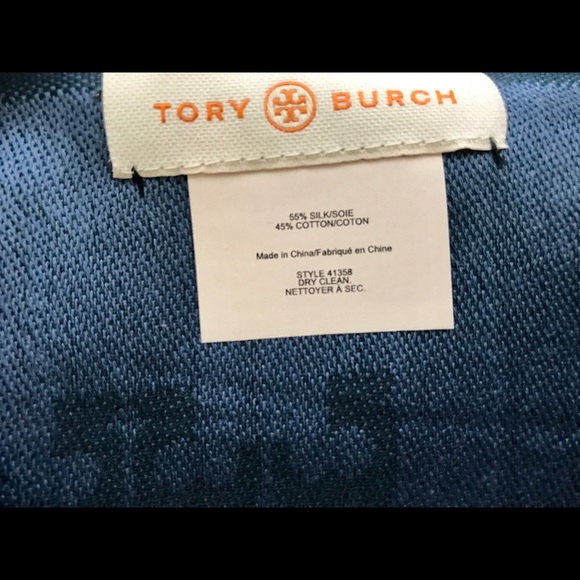 TORY BURCH
55% SILK/SOIE
45% COTTON/COTON
Made in China/Fabriqué en Chine
STYLE 41358
DRY CLEAN.
NETTOYER À SEC.